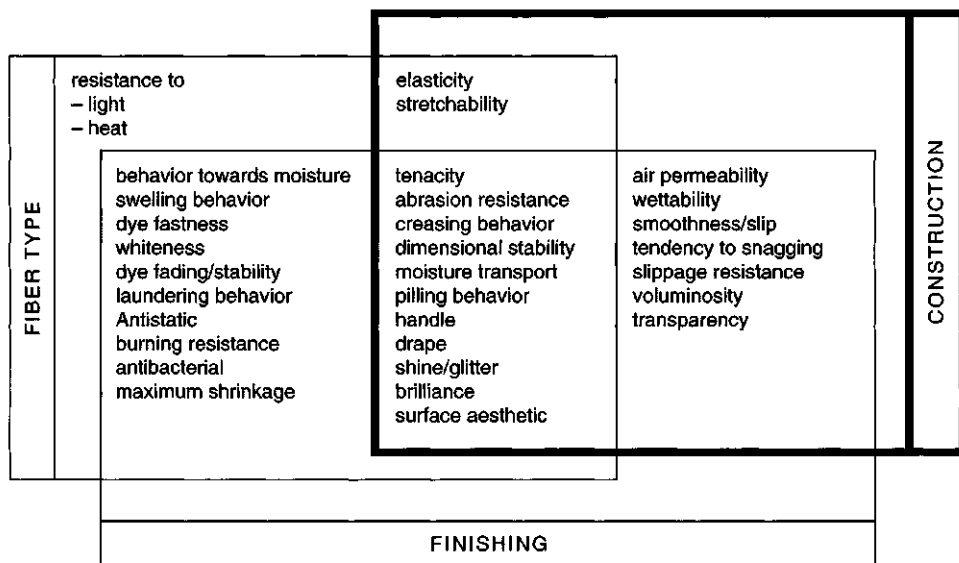 resistance to
– light
– heat
elasticity
stretchability
FIBER TYPE
behavior towards moisture
swelling behavior
dye fastness
whiteness
dye fading/stability
laundering behavior
Antistatic
burning resistance
antibacterial
maximum shrinkage
tenacity
abrasion resistance
creasing behavior
dimensional stability
moisture transport
pilling behavior
handle
drape
shine/glitter
brilliance
surface aesthetic
air permeability
wettability
smoothness/slip
tendency to snagging
slippage resistance
voluminosity
transparency
CONSTRUCTION
FINISHING